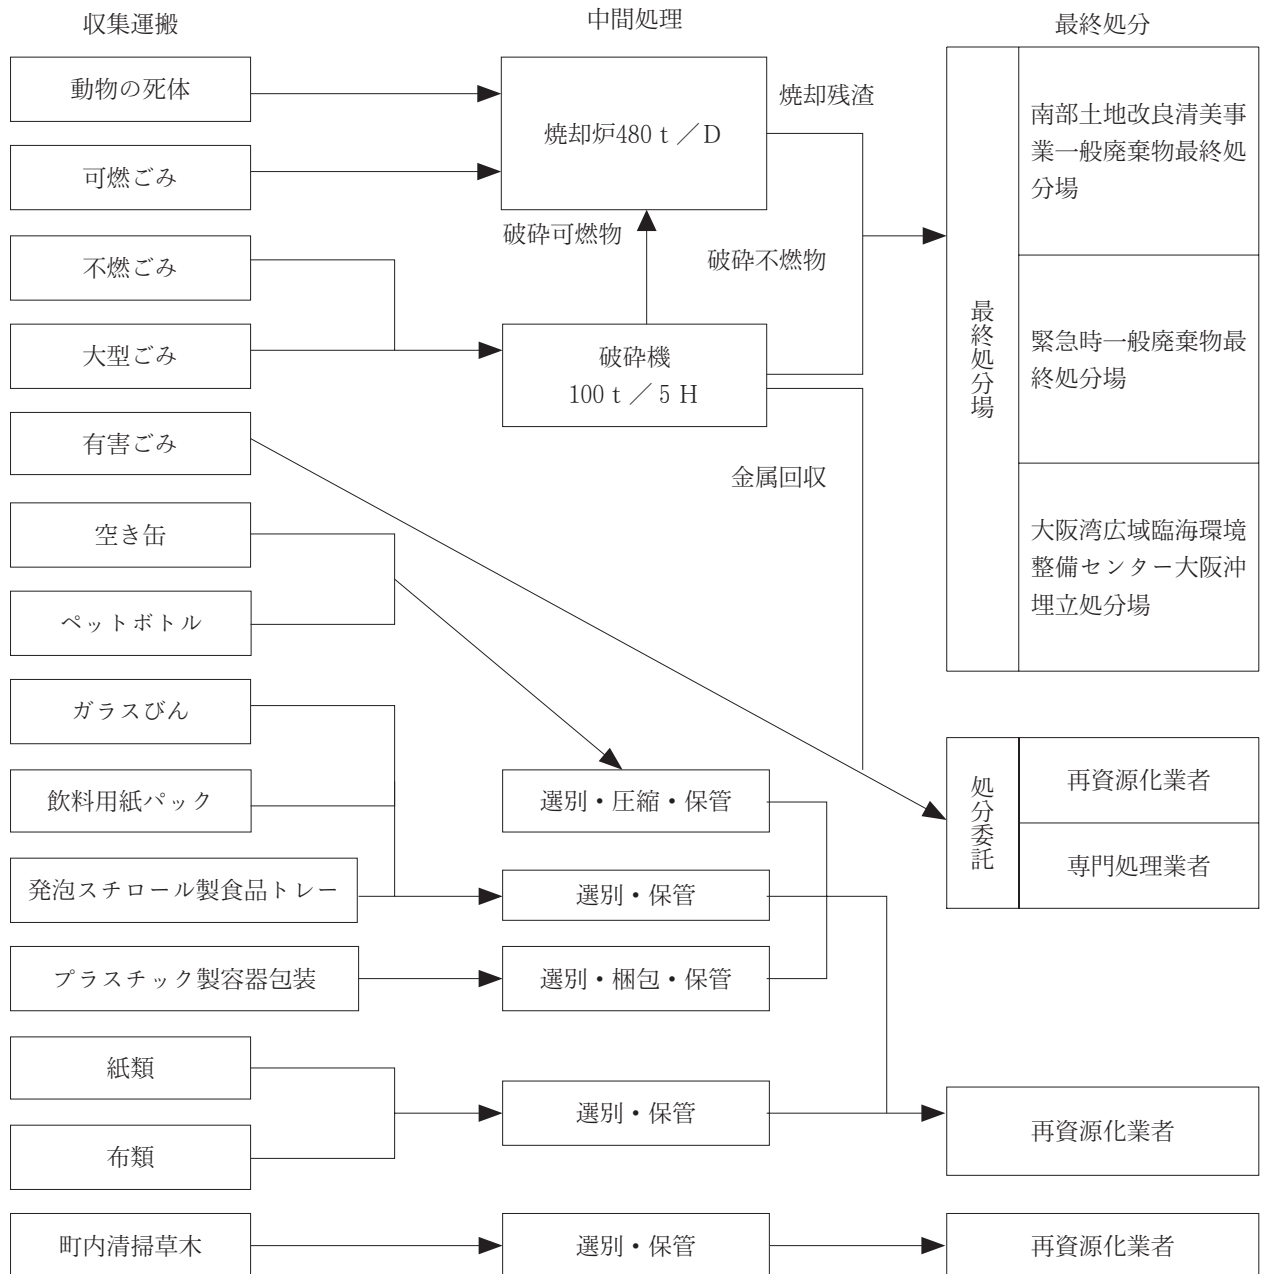 収集運搬
中間処理
最終処分
動物の死体
可燃ごみ
不燃ごみ
大型ごみ
有害ごみ
空き缶
ペットボトル
ガラスびん
飲料用紙パック
発泡スチロール製食品トレー
プラスチック製容器包装
紙類
布類
町内清掃草木
焼却炉480ｔ／D
焼却残渣
破砕可燃物
破砕不燃物
破砕機
100ｔ／５H
金属回収
選別・圧縮・保管
選別・保管
選別・梱包・保管
選別・保管
選別・保管
最終処分場
南部土地改良清美事
業一般廃棄物最終処
分場
緊急時一般廃棄物最
終処分場
大阪湾広域臨海環境
整備センター大阪沖
埋立処分場
処分委託
再資源化業者
専門処理業者
再資源化業者
再資源化業者